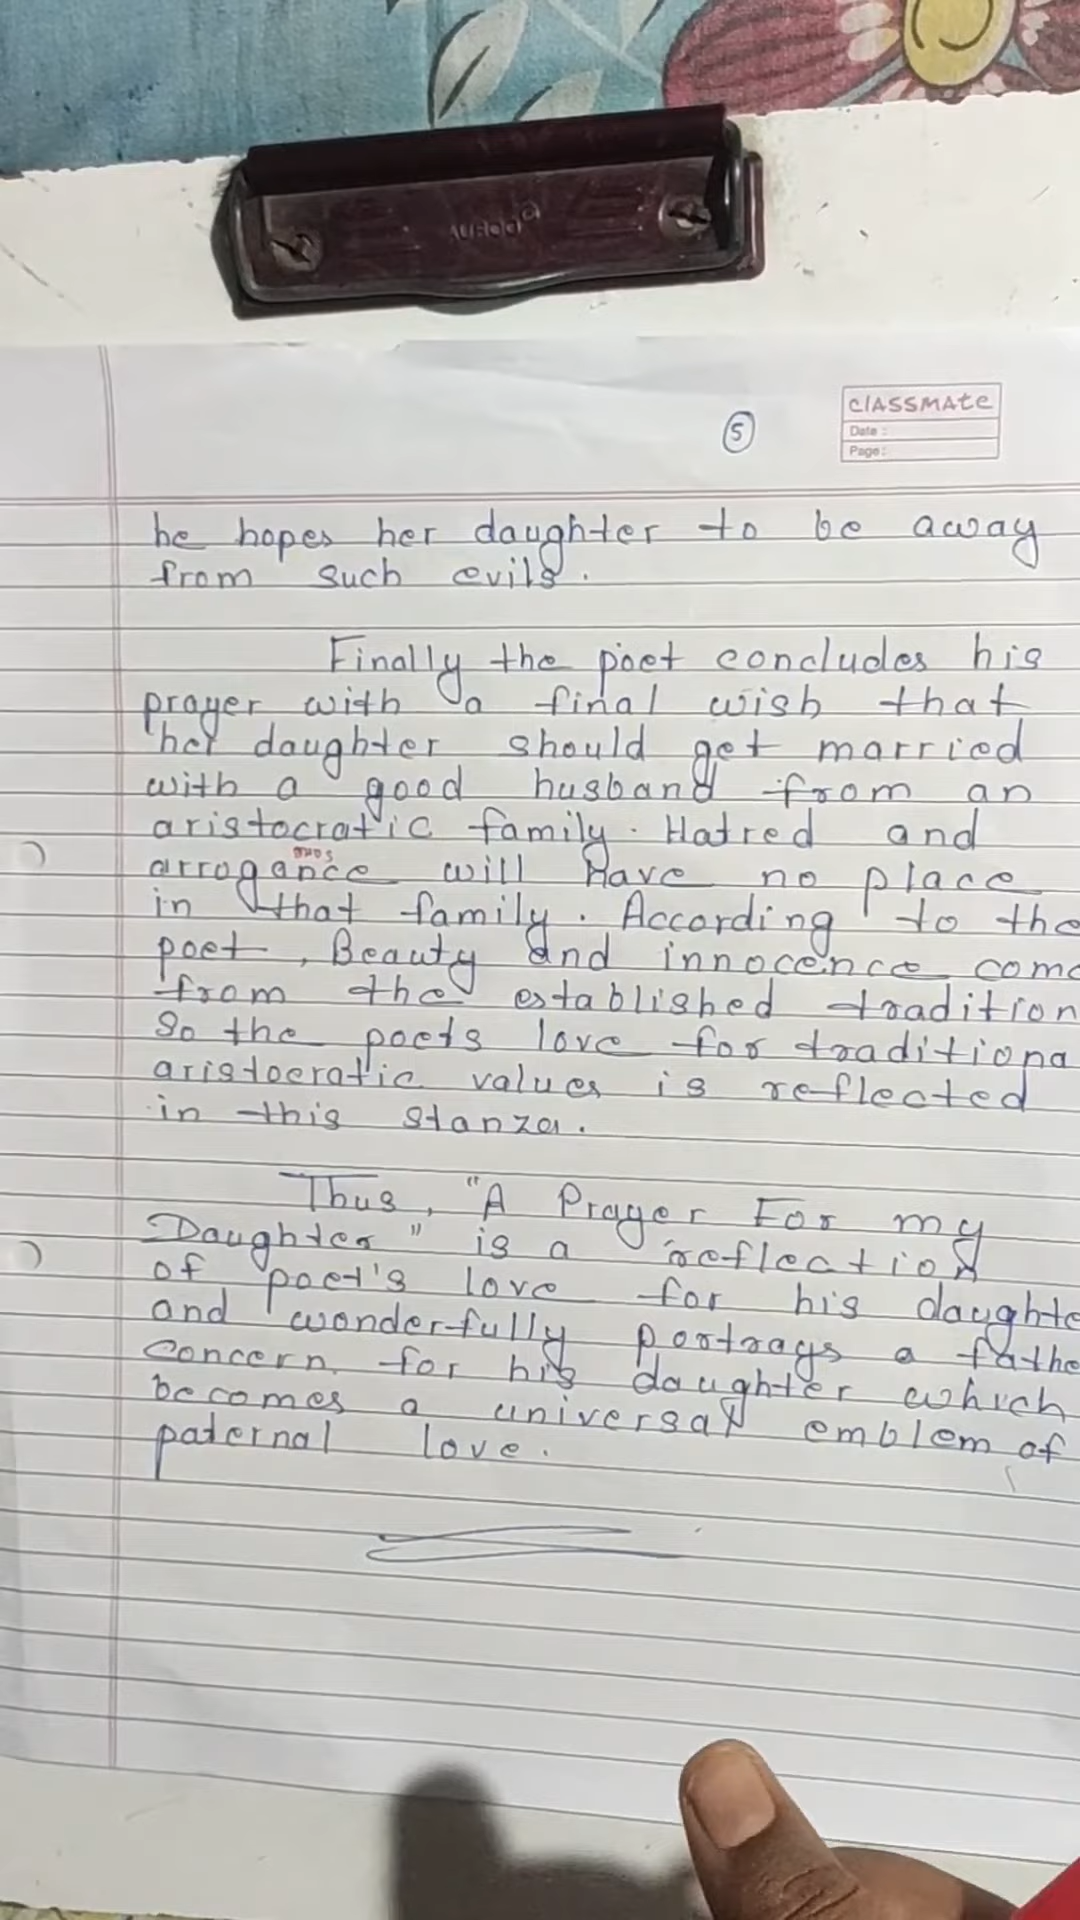 AUROQA
5
CLASSMATE
Date :
Page :
he hopes her daughter to be away
from such evils.
Finally the poet concludes his
prayer with a final wish that
her daughter should get married
with a good husband from an
aristocratic family. Hatred and
arrogance will have no place
in that family. According to the
poet, Beauty and innocence come
from the established tradition
So the poets love for traditiona
aristocratic values is reflected
in this stanza.
Thus, "A Prayer For my
Daughter" is a reflection
of poet's love for his daughte
and wonderfully portrays a fathe
concern for his daughter which
becomes a universal emblem of
paternal love.